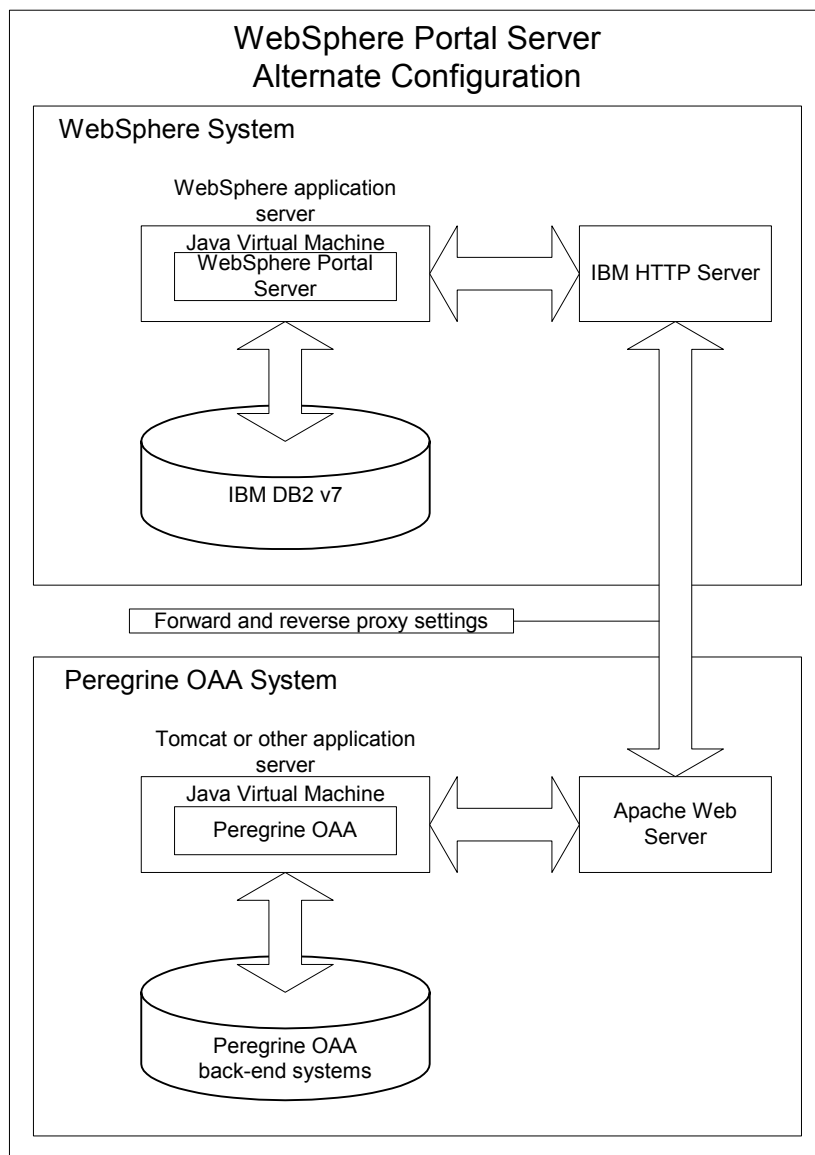 WebSphere Portal Server
Alternate Configuration
WebSphere System
WebSphere application
server
Java Virtual Machine
WebSphere Portal
Server
IBM HTTP Server
IBM DB2 v7
Forward and reverse proxy settings
Peregrine OAA System
Tomcat or other application
server
Java Virtual Machine
Peregrine OAA
Apache Web
Server
Peregrine OAA
back-end systems